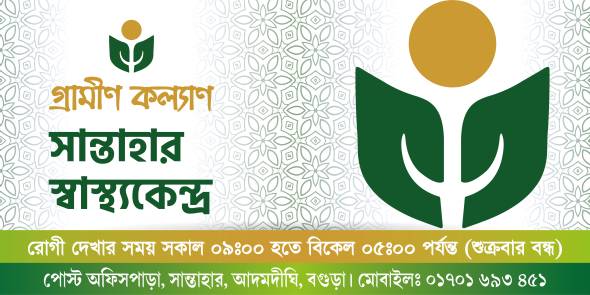 গ্রামীণ কল্যাণ
সান্তাহার
স্বাস্থ্যকেন্দ্র
রোগী দেখার সময় সকাল ০৯ঃ০০ হতে বিকেল ০৫ঃ০০ পর্যন্ত (শুক্রবার বন্ধ)
পোস্ট অফিসপাড়া, সান্তাহার, আদমদীঘি, বগুড়া। মোবাইলঃ ০১৭০১ ৬৯৩ ৪৫১